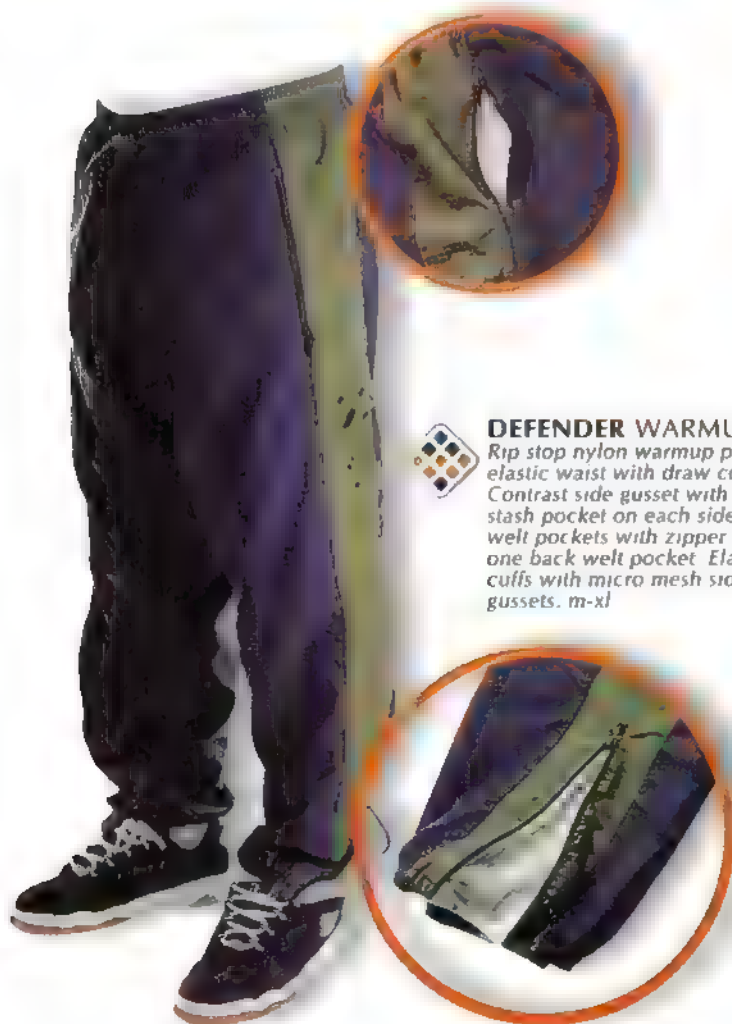 DEFENDER WARMU
Rip stop nylon warmup p
elastic waist with draw c
Contrast side gusset with
stash pocket on each side
welt pockets with zipper
one back welt pocket Ela
cuffs with micro mesh sid
gussets. m-xl